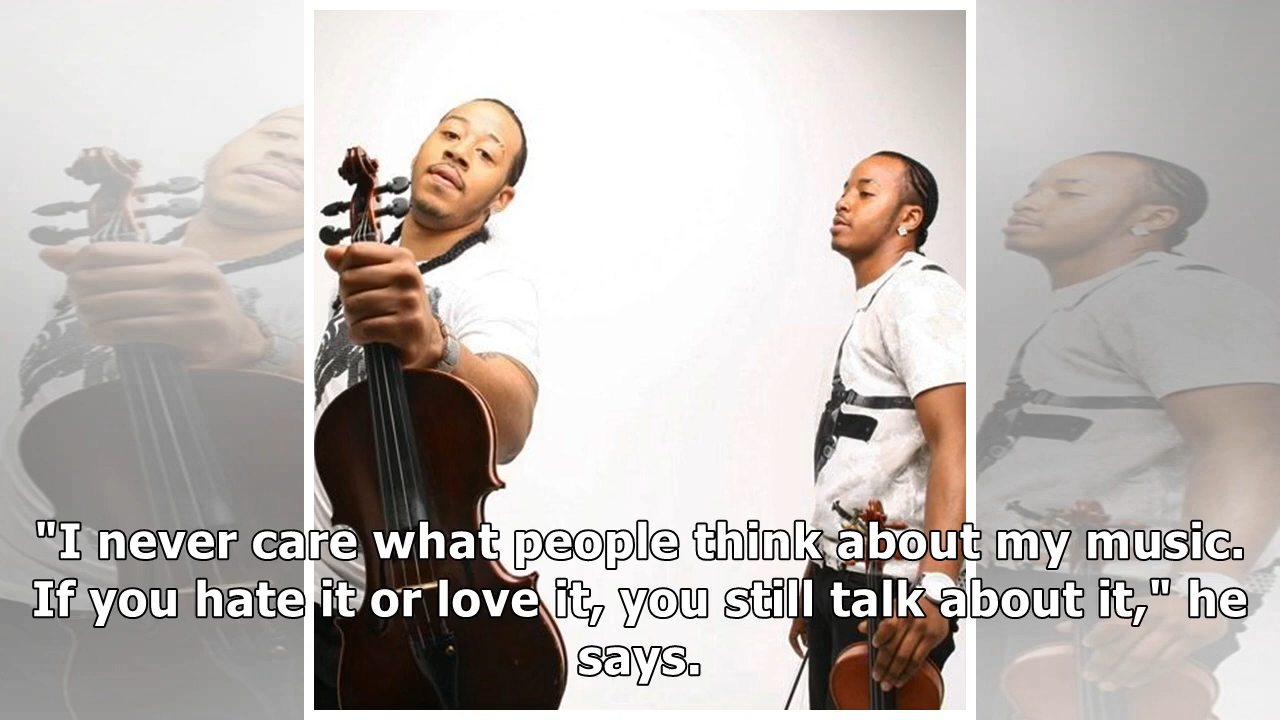 "I never care what people think about my music.
If you hate it or love it, you still talk about it," he
says.